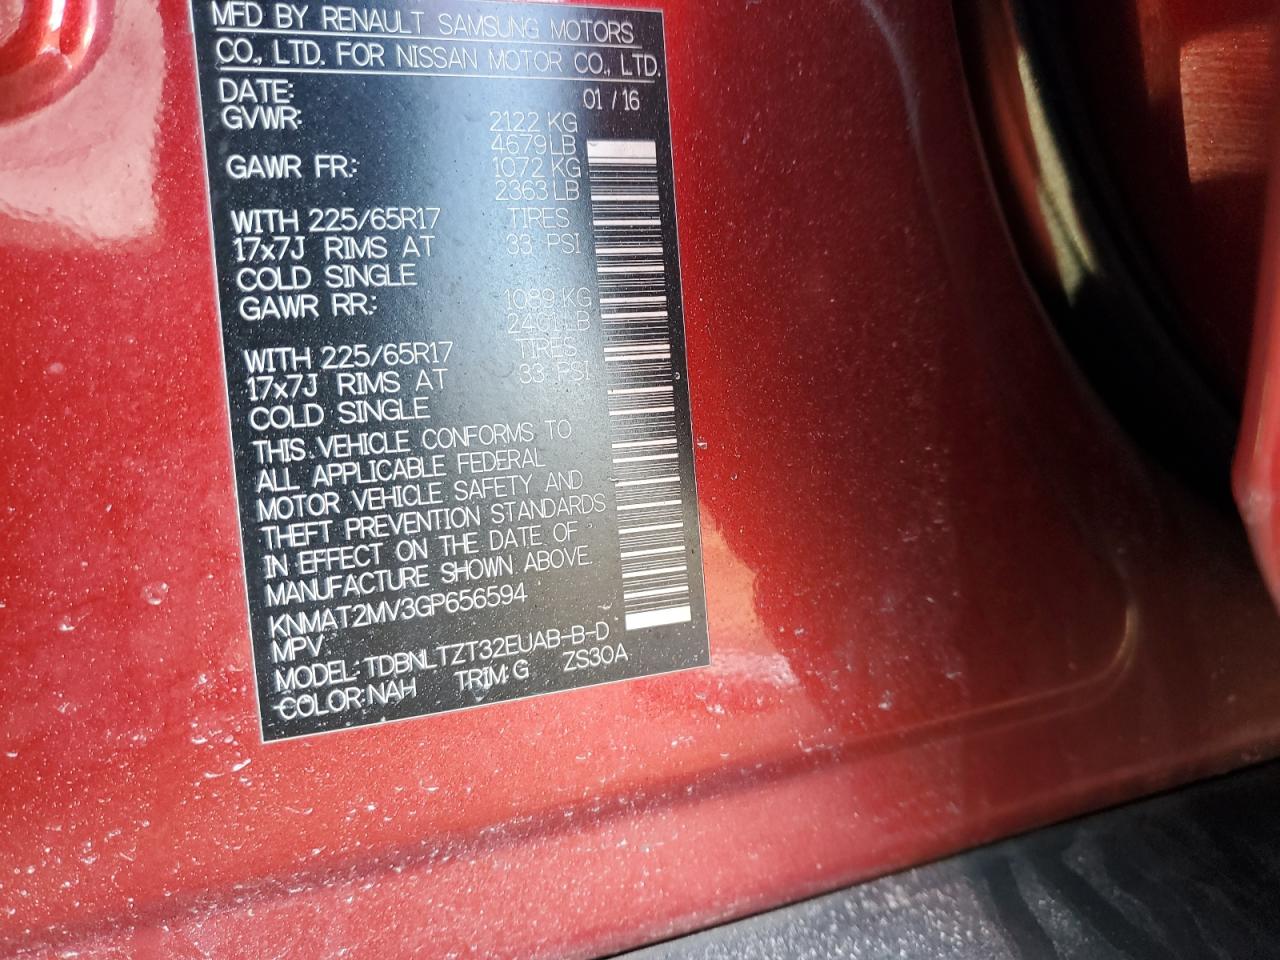 MFD BY RENAULT SAMSUNG MOTORS
CO., LTD. FOR NISSAN MOTOR CO., LTD.
DATE: 01 / 16
GVWR: 2122 KG
4679 LB
GAWR FR: 1072 KG
2363 LB
WITH 225/65R17 TIRES
17x7J RIMS AT 33 PSI
COLD SINGLE
GAWR RR: 1089 KG
2401 LB
WITH 225/65R17 TIRES
17x7J RIMS AT 33 PSI
COLD SINGLE
THIS VEHICLE CONFORMS TO
ALL APPLICABLE FEDERAL
MOTOR VEHICLE SAFETY AND
THEFT PREVENTION STANDARDS
IN EFFECT ON THE DATE OF
MANUFACTURE SHOWN ABOVE.
KNMAT2MV3GP656594
MPV
MODEL: TDBNLTZT32EUAB-B-D
COLOR: NAH TRIM: G ZS30A